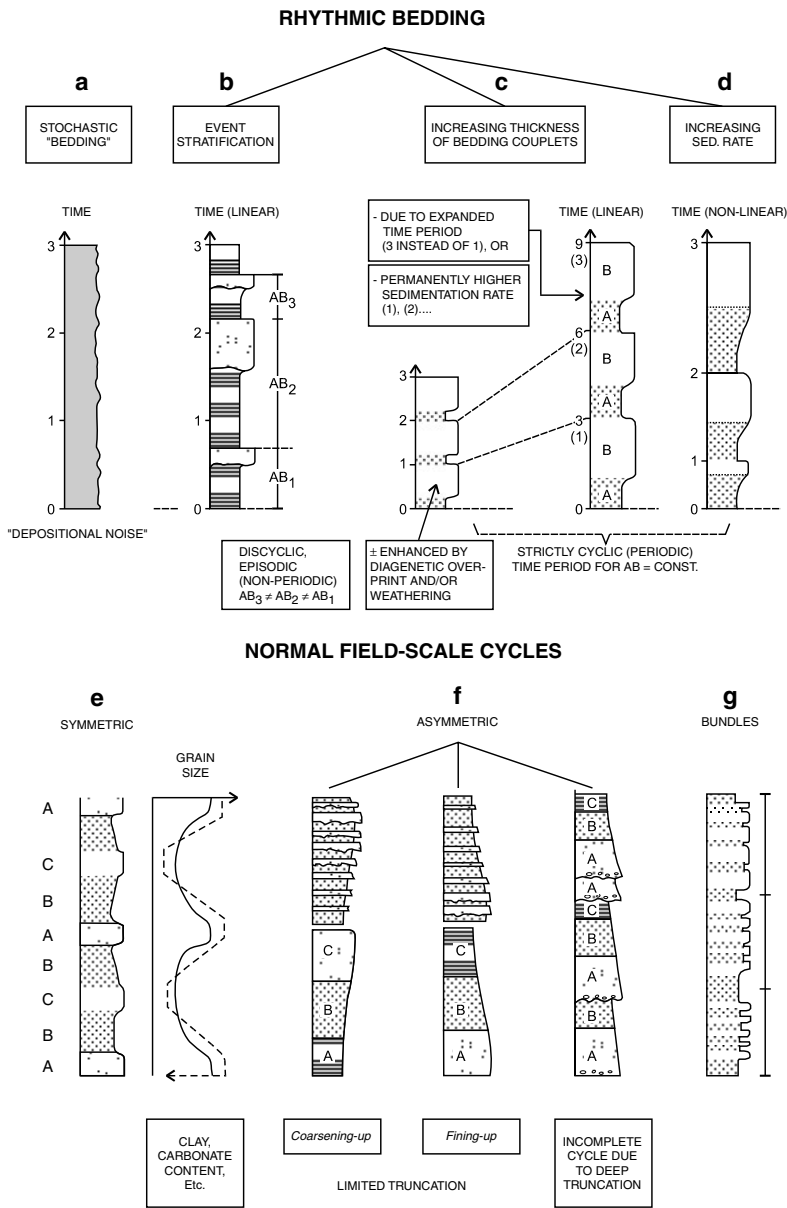 RHYTHMIC BEDDING
a
b
c
d
STOCHASTIC
"BEDDING"
EVENT
STRATIFICATION
INCREASING THICKNESS
OF BEDDING COUPLETS
INCREASING
SED. RATE
TIME
3
2
1
0
"DEPOSITIONAL NOISE"
TIME (LINEAR)
3
2
1
0
AB3
AB2
AB1
DISCYCLIC,
EPISODIC
(NON-PERIODIC)
AB3 ≠ AB2 ≠ AB1
- DUE TO EXPANDED
TIME PERIOD
(3 INSTEAD OF 1), OR
- PERMANENTLY HIGHER
SEDIMENTATION RATE
(1), (2)....
3
2
1
0
± ENHANCED BY
DIAGENETIC OVER-
PRINT AND/OR
WEATHERING
TIME (LINEAR)
9
(3)
6
(2)
3
(1)
0
B
A
B
A
B
A
TIME (NON-LINEAR)
3
2
1
0
STRICTLY CYCLIC (PERIODIC)
TIME PERIOD FOR AB = CONST.
NORMAL FIELD-SCALE CYCLES
e
SYMMETRIC
f
ASYMMETRIC
g
BUNDLES
GRAIN
SIZE
A
C
B
A
B
C
B
A
CLAY,
CARBONATE
CONTENT,
Etc.
C
B
A
Coarsening-up
C
B
A
Fining-up
LIMITED TRUNCATION
C
B
A
A
C
B
A
B
A
INCOMPLETE
CYCLE DUE
TO DEEP
TRUNCATION